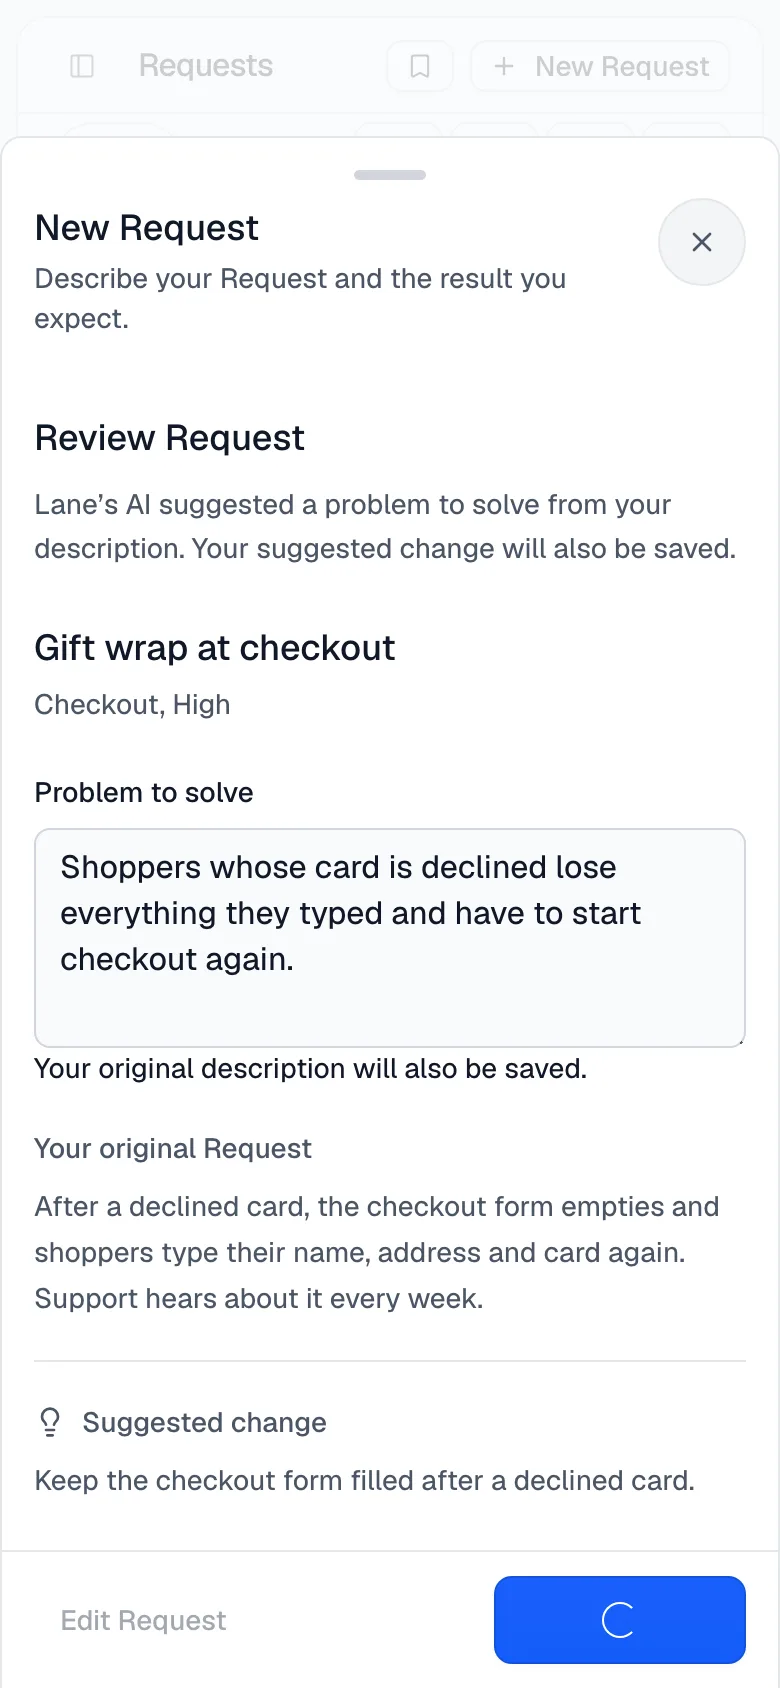 Requests
New Request
New Request
Describe your Request and the result you
expect.
Review Request
Lane’s AI suggested a problem to solve from your
description. Your suggested change will also be saved.
Gift wrap at checkout
Checkout, High
Problem to solve
Shoppers whose card is declined lose
everything they typed and have to start
checkout again.
Your original description will also be saved.
Your original Request
After a declined card, the checkout form empties and
shoppers type their name, address and card again.
Support hears about it every week.
Suggested change
Keep the checkout form filled after a declined card.
Edit Request